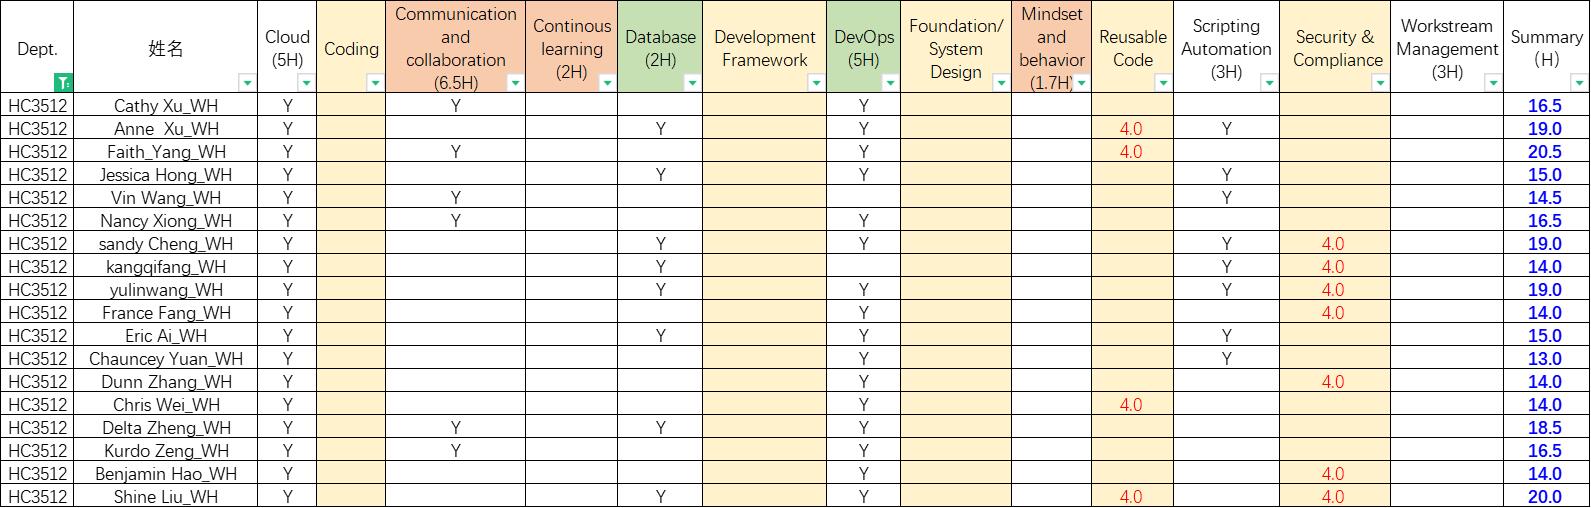 Dept. 姓名 Cloud (5H) Coding Communication and collaboration (6.5H) Continous learning (2H) Database (2H) Development Framework DevOps (5H) Foundation/ System Design Mindset and behavior (1.7H) Reusable Code Scripting Automation (3H) Security & Compliance Workstream Management (3H) Summary (H)
HC3512 Cathy Xu_WH Y Y Y 16.5
HC3512 Anne Xu_WH Y Y Y 4.0 Y 19.0
HC3512 Faith_Yang_WH Y Y Y 4.0 20.5
HC3512 Jessica Hong_WH Y Y Y Y 15.0
HC3512 Vin Wang_WH Y Y Y 14.5
HC3512 Nancy Xiong_WH Y Y Y 16.5
HC3512 sandy Cheng_WH Y Y Y Y 4.0 19.0
HC3512 kangqifang_WH Y Y Y 4.0 14.0
HC3512 yulinwang_WH Y Y Y Y 4.0 19.0
HC3512 France Fang_WH Y Y 4.0 14.0
HC3512 Eric Ai_WH Y Y Y Y 15.0
HC3512 Chauncey Yuan_WH Y Y Y 13.0
HC3512 Dunn Zhang_WH Y Y 4.0 14.0
HC3512 Chris Wei_WH Y Y 4.0 14.0
HC3512 Delta Zheng_WH Y Y Y Y 18.5
HC3512 Kurdo Zeng_WH Y Y Y 16.5
HC3512 Benjamin Hao_WH Y Y 4.0 14.0
HC3512 Shine Liu_WH Y Y Y 4.0 4.0 20.0